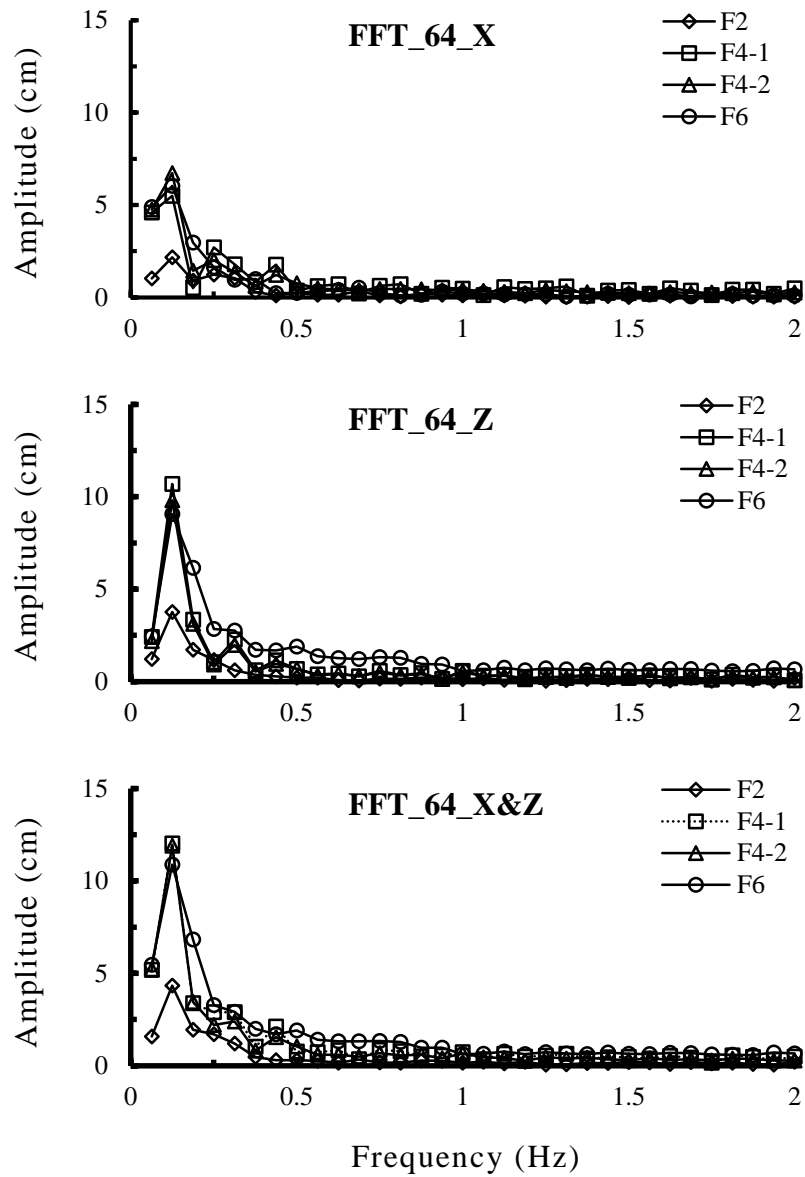 FFT_64_X
F2
F4-1
F4-2
F6
15
10
5
0
Amplitude (cm)
0 0.5 1 1.5 2
FFT_64_Z
F2
F4-1
F4-2
F6
15
10
5
0
Amplitude (cm)
0 0.5 1 1.5 2
FFT_64_X&Z
F2
F4-1
F4-2
F6
15
10
5
0
Amplitude (cm)
0 0.5 1 1.5 2
Frequency (Hz)